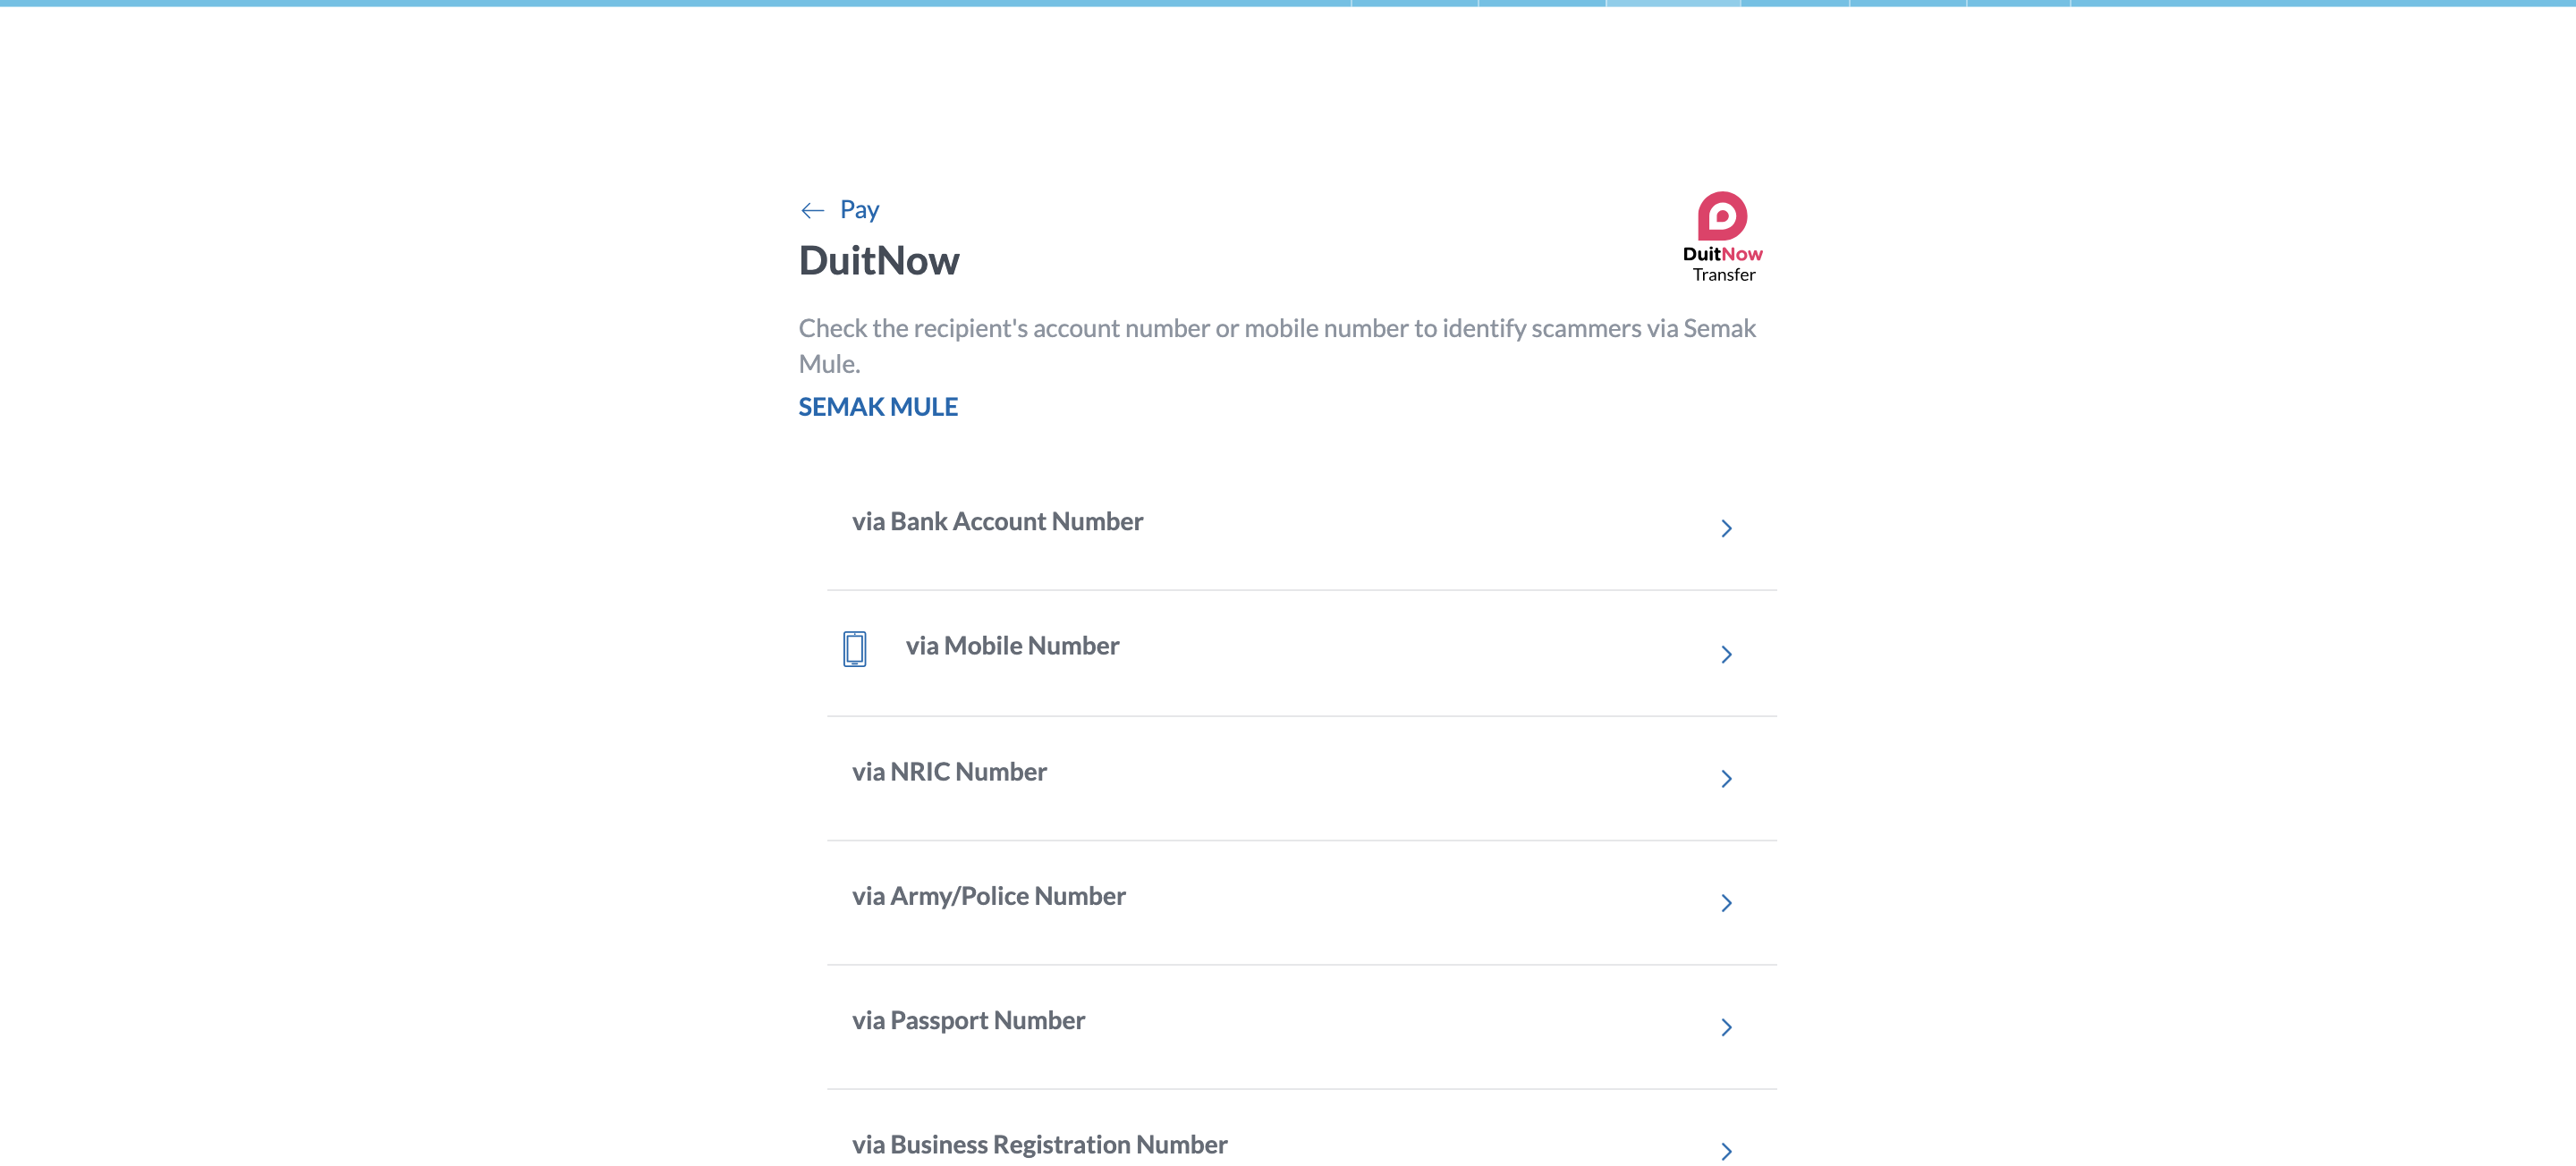 Pay
DuitNow
DuitNow
Transfer
Check the recipient's account number or mobile number to identify scammers via Semak
Mule.
SEMAK MULE
via Bank Account Number
via Mobile Number
via NRIC Number
via Army/Police Number
via Passport Number
via Business Registration Number